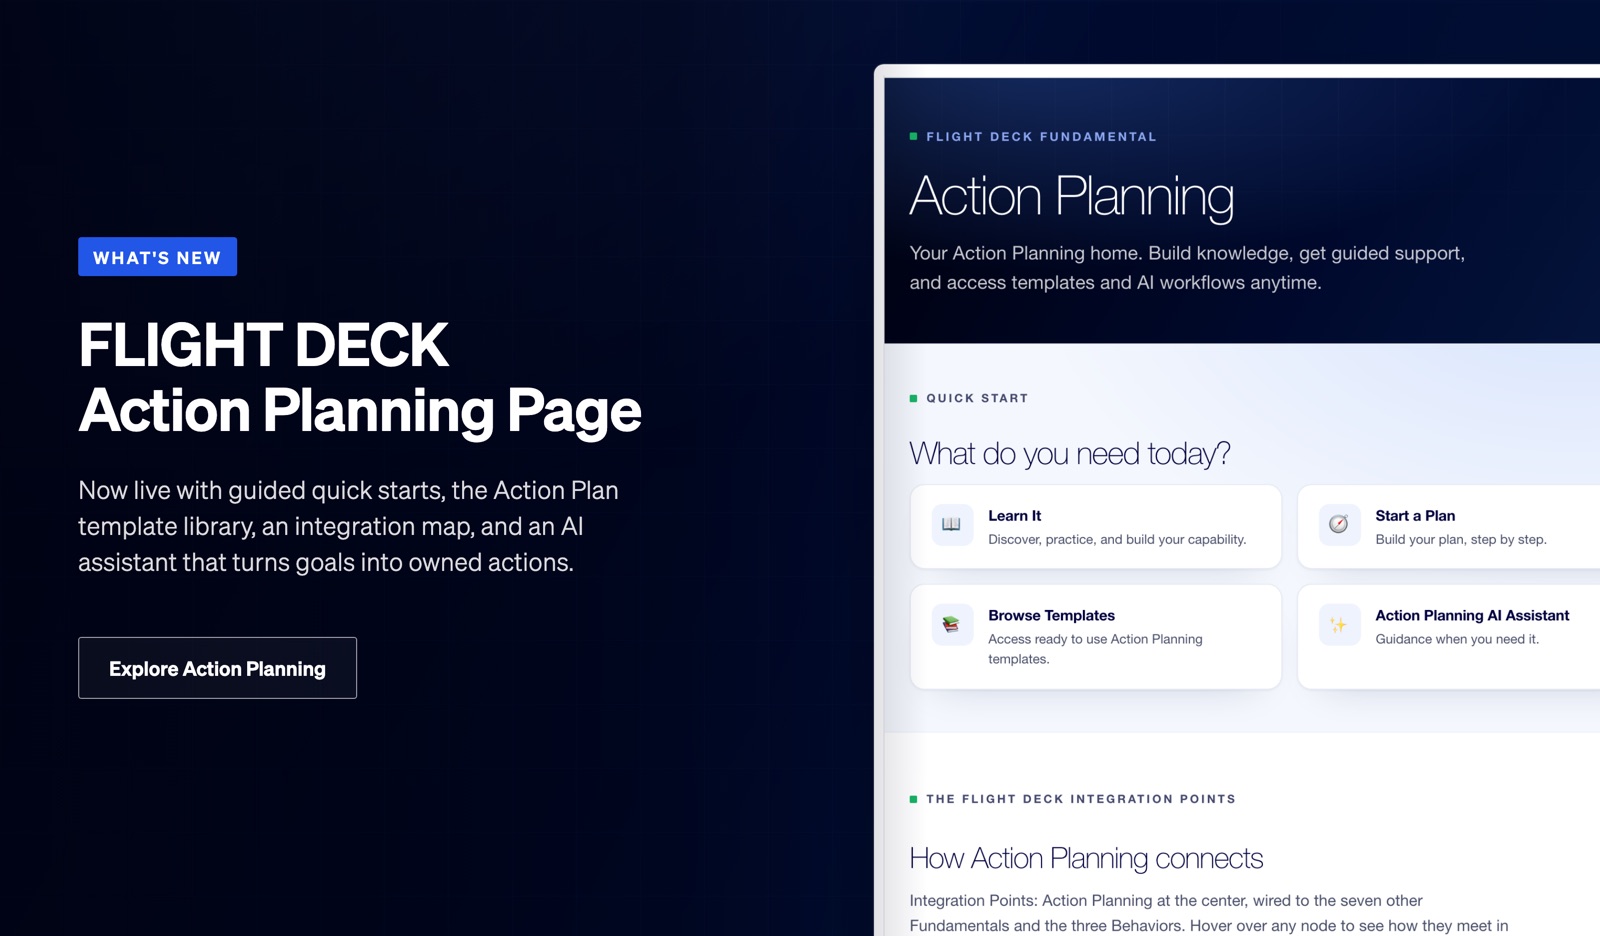 WHAT'S NEW
FLIGHT DECK
Action Planning Page
Now live with guided quick starts, the Action Plan
template library, an integration map, and an AI
assistant that turns goals into owned actions.
Explore Action Planning
FLIGHT DECK FUNDAMENTAL
Action Planning
Your Action Planning home. Build knowledge, get guided support,
and access templates and AI workflows anytime.
QUICK START
What do you need today?
Learn It
Discover, practice, and build your capability.
Start a Plan
Build your plan, step by step.
Browse Templates
Access ready to use Action Planning
templates.
Action Planning AI Assistant
Guidance when you need it.
THE FLIGHT DECK INTEGRATION POINTS
How Action Planning connects
Integration Points: Action Planning at the center, wired to the seven other
Fundamentals and the three Behaviors. Hover over any node to see how they meet in